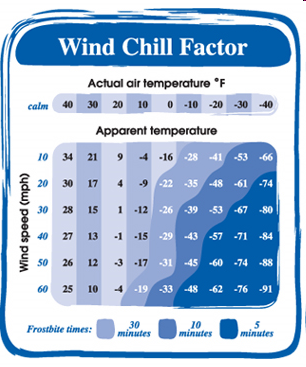 Wind Chill Factor
Actual air temperature °F
calm 40 30 20 10 0 -10 -20 -30 -40
Apparent temperature
Wind speed (mph)
10 34 21 9 -4 -16 -28 -41 -53 -66
20 30 17 4 -9 -22 -35 -48 -61 -74
30 28 15 1 -12 -26 -39 -53 -67 -80
40 27 13 -1 -15 -29 -43 -57 -71 -84
50 26 12 -3 -17 -31 -45 -60 -74 -88
60 25 10 -4 -19 -33 -48 -62 -76 -91
Frostbite times: 30 minutes 10 minutes 5 minutes